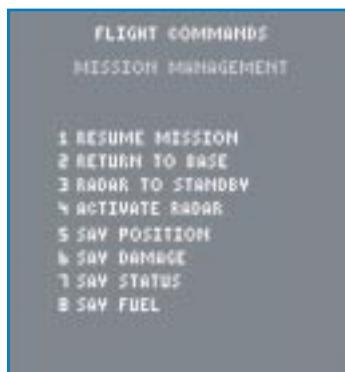 FLIGHT COMMANDS
MISSION MANAGEMENT
1 RESUME MISSION
2 RETURN TO BASE
3 RADAR TO STANDBY
4 ACTIVATE RADAR
5 SAY POSITION
6 SAY DAMAGE
7 SAY STATUS
8 SAY FUEL